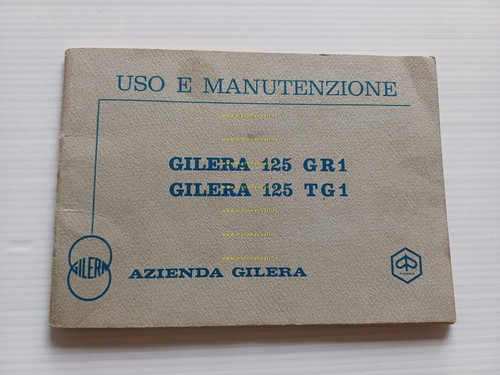 USO E MANUTENZIONE
GILERA 125 GR1
GILERA 125 TG1
GILERA
AZIENDA GILERA